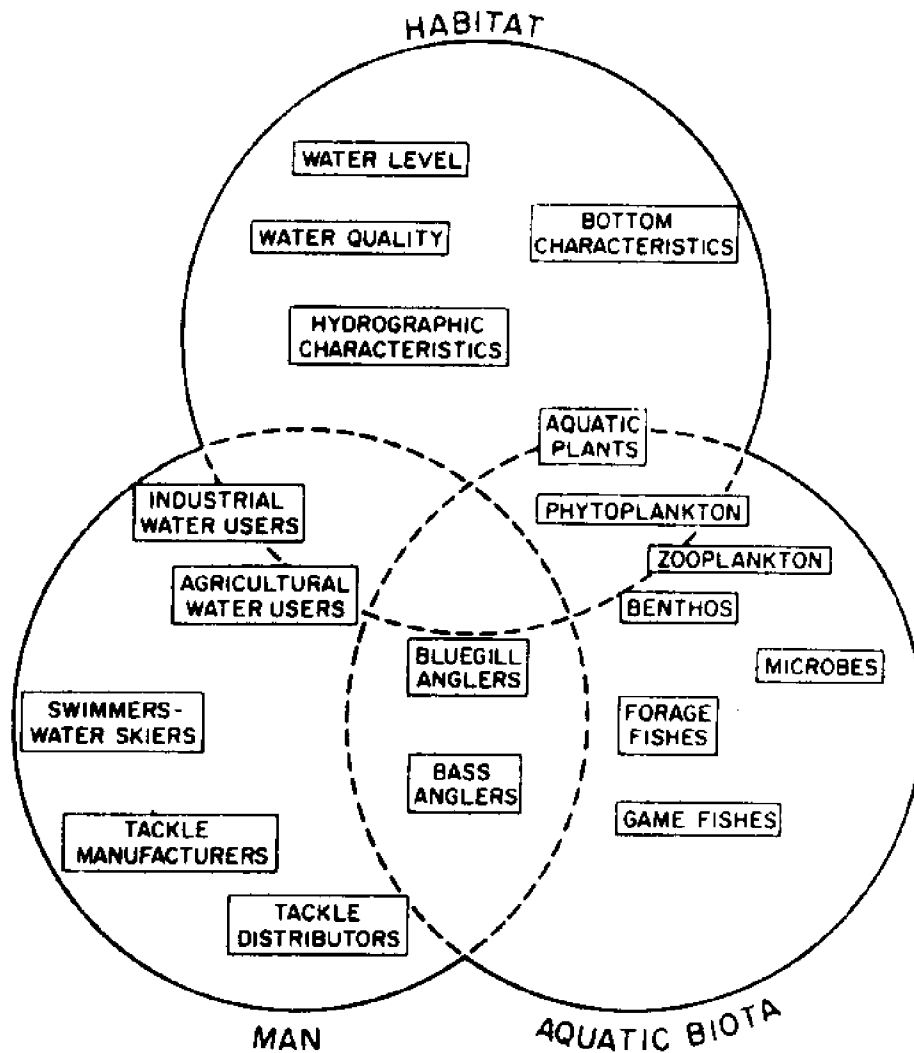 HABITAT
WATER LEVEL
WATER QUALITY
BOTTOM
CHARACTERISTICS
HYDROGRAPHIC
CHARACTERISTICS
AQUATIC
PLANTS
INDUSTRIAL
WATER USERS
PHYTOPLANKTON
ZOOPLANKTON
AGRICULTURAL
WATER USERS
BENTHOS
BLUEGILL
ANGLERS
MICROBES
SWIMMERS-
WATER SKIERS
FORAGE
FISHES
BASS
ANGLERS
GAME FISHES
TACKLE
MANUFACTURERS
TACKLE
DISTRIBUTORS
MAN
AQUATIC BIOTA